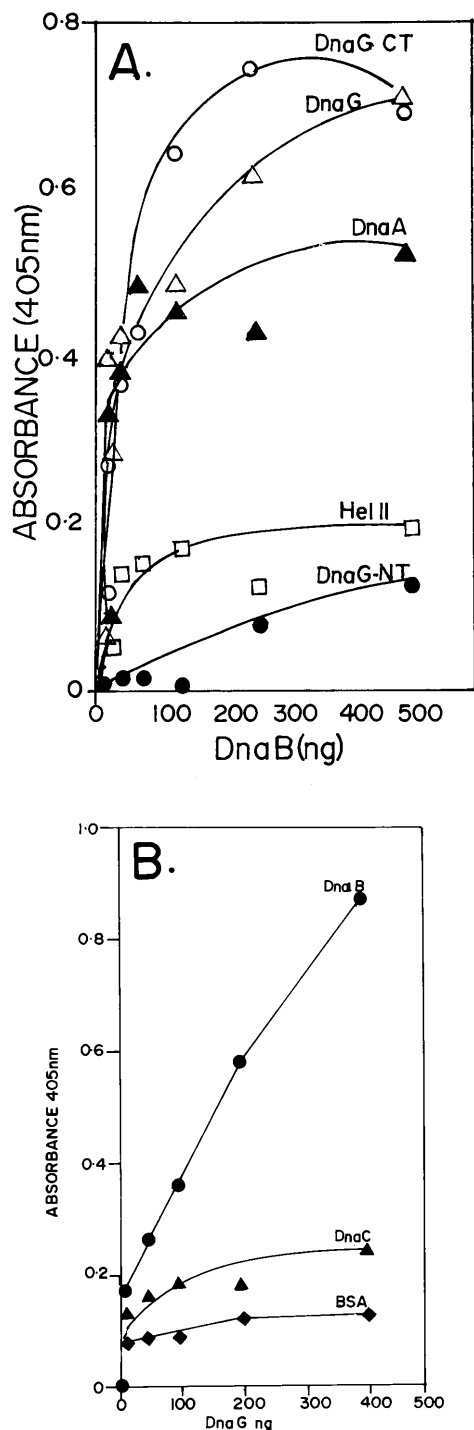 A.
0·8
0·6
0·4
0·2
0
ABSORBANCE (405nm)
DnaG CT
DnaG
DnaA
Hel II
DnaG-NT
0 100 200 300 400 500
DnaB(ng)
B.
1·0
0·8
0·6
0·4
0·2
0
ABSORBANCE 405nm
DnaB
DnaC
BSA
0 100 200 300 400 500
DnaG ng